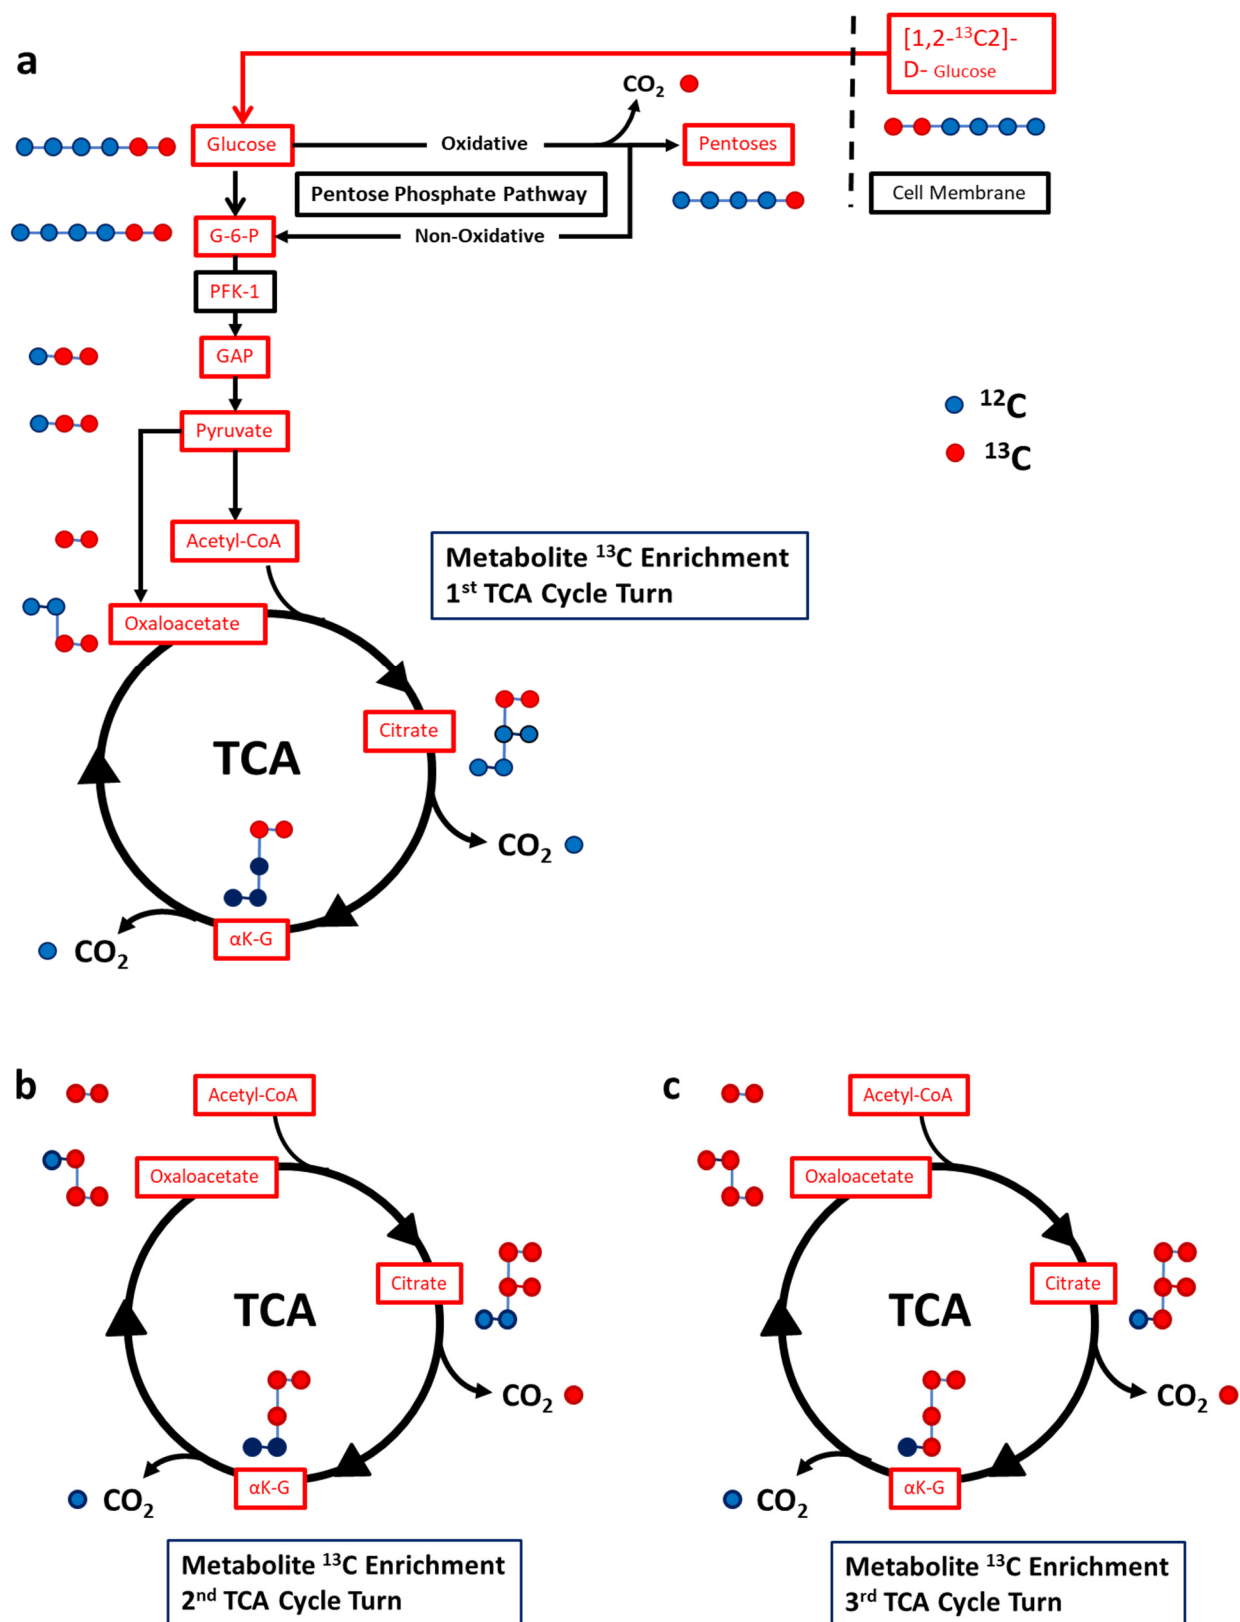 a
[1,2-¹³C2]-
D- Glucose
CO₂
Glucose
Oxidative
Pentoses
Pentose Phosphate Pathway
Cell Membrane
G-6-P
Non-Oxidative
PFK-1
GAP
¹²C
Pyruvate
¹³C
Acetyl-CoA
Metabolite ¹³C Enrichment
1ˢᵗ TCA Cycle Turn
Oxaloacetate
Citrate
TCA
CO₂
αK-G
CO₂
b
Acetyl-CoA
Oxaloacetate
Citrate
TCA
CO₂
αK-G
CO₂
Metabolite ¹³C Enrichment
2ⁿᵈ TCA Cycle Turn
c
Acetyl-CoA
Oxaloacetate
Citrate
TCA
CO₂
αK-G
CO₂
Metabolite ¹³C Enrichment
3ʳᵈ TCA Cycle Turn